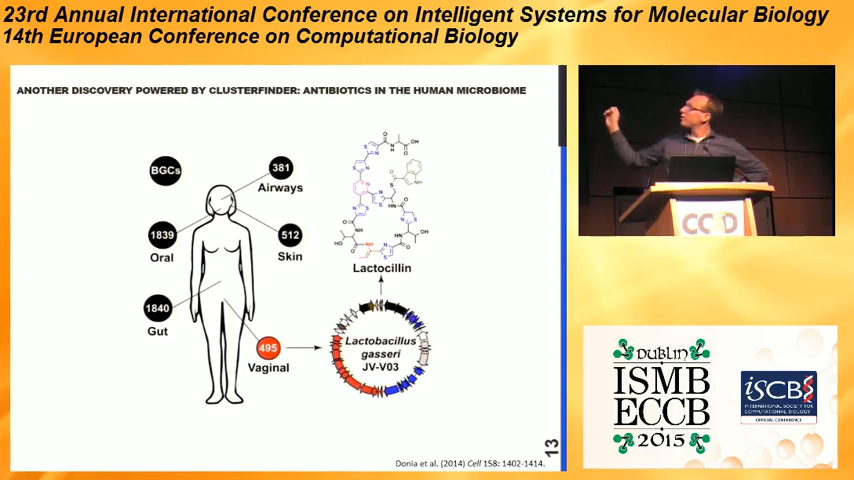 23rd Annual International Conference on Intelligent Systems for Molecular Biology
14th European Conference on Computational Biology
ANOTHER DISCOVERY POWERED BY CLUSTERFINDER: ANTIBIOTICS IN THE HUMAN MICROBIOME
BGCs
381
Airways
1839
Oral
512
Skin
1840
Gut
495
Vaginal
Lactocillin
Lactobacillus
gasseri
JV-V03
Donia et al. (2014) Cell 158: 1402-1414.
13
DUBLIN
ISMB
ECCB
2015
iSCB
INTERNATIONAL SOCIETY FOR
COMPUTATIONAL BIOLOGY
OFFICIAL CONFERENCE